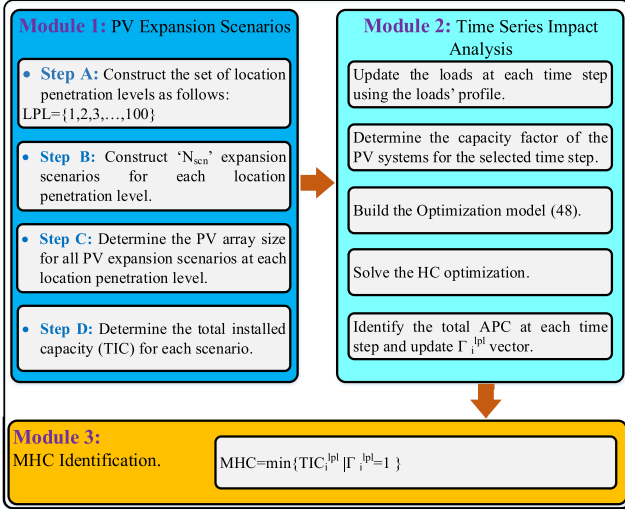 Module 1: PV Expansion Scenarios
• Step A: Construct the set of location
penetration levels as follows:
LPL={1,2,3,...,100}
• Step B: Construct ‘Nscn’ expansion
scenarios for each location
penetration level.
• Step C: Determine the PV array size
for all PV expansion scenarios at each
location penetration level.
• Step D: Determine the total installed
capacity (TIC) for each scenario.
Module 2: Time Series Impact
Analysis
Update the loads at each time step
using the loads’ profile.
Determine the capacity factor of the
PV systems for the selected time step.
Build the Optimization model (48).
Solve the HC optimization.
Identify the total APC at each time
step and update Γ i lpl vector.
Module 3:
MHC Identification.
MHC=min{TICi lpl |Γ i lpl=1 }